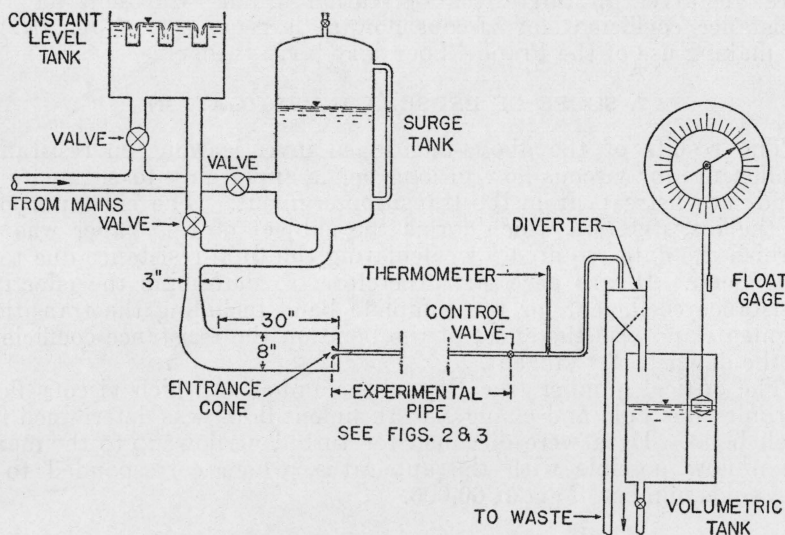 CONSTANT
LEVEL
TANK
VALVE
SURGE
TANK
VALVE
FROM MAINS
VALVE
3"
30"
8"
ENTRANCE
CONE
EXPERIMENTAL
PIPE
SEE FIGS. 2 & 3
THERMOMETER
CONTROL
VALVE
DIVERTER
FLOAT
GAGE
TO WASTE
VOLUMETRIC
TANK